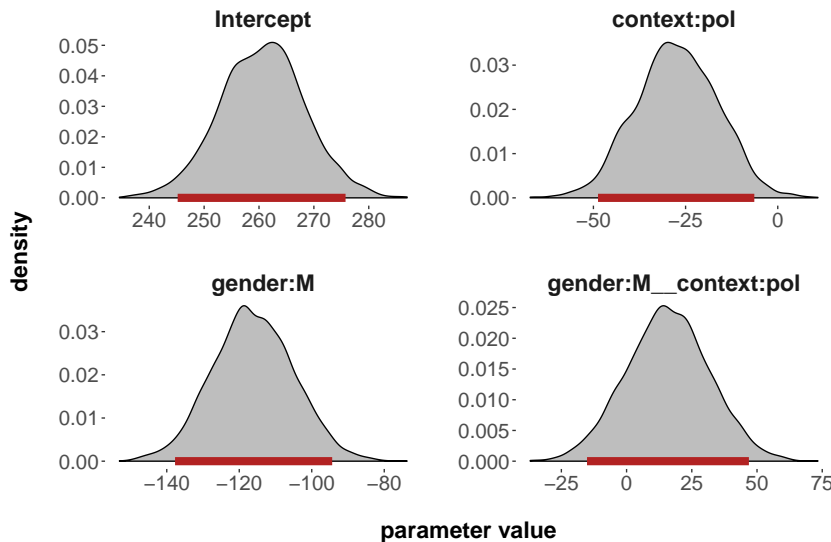 Intercept
context:pol
0.05
0.04
0.03
0.02
0.01
0.00
240 250 260 270 280
0.03
0.02
0.01
0.00
−50 −25 0
density
gender:M
gender:M__context:pol
0.03
0.02
0.01
0.00
−140 −120 −100 −80
0.025
0.020
0.015
0.010
0.005
0.000
−25 0 25 50 75
parameter value